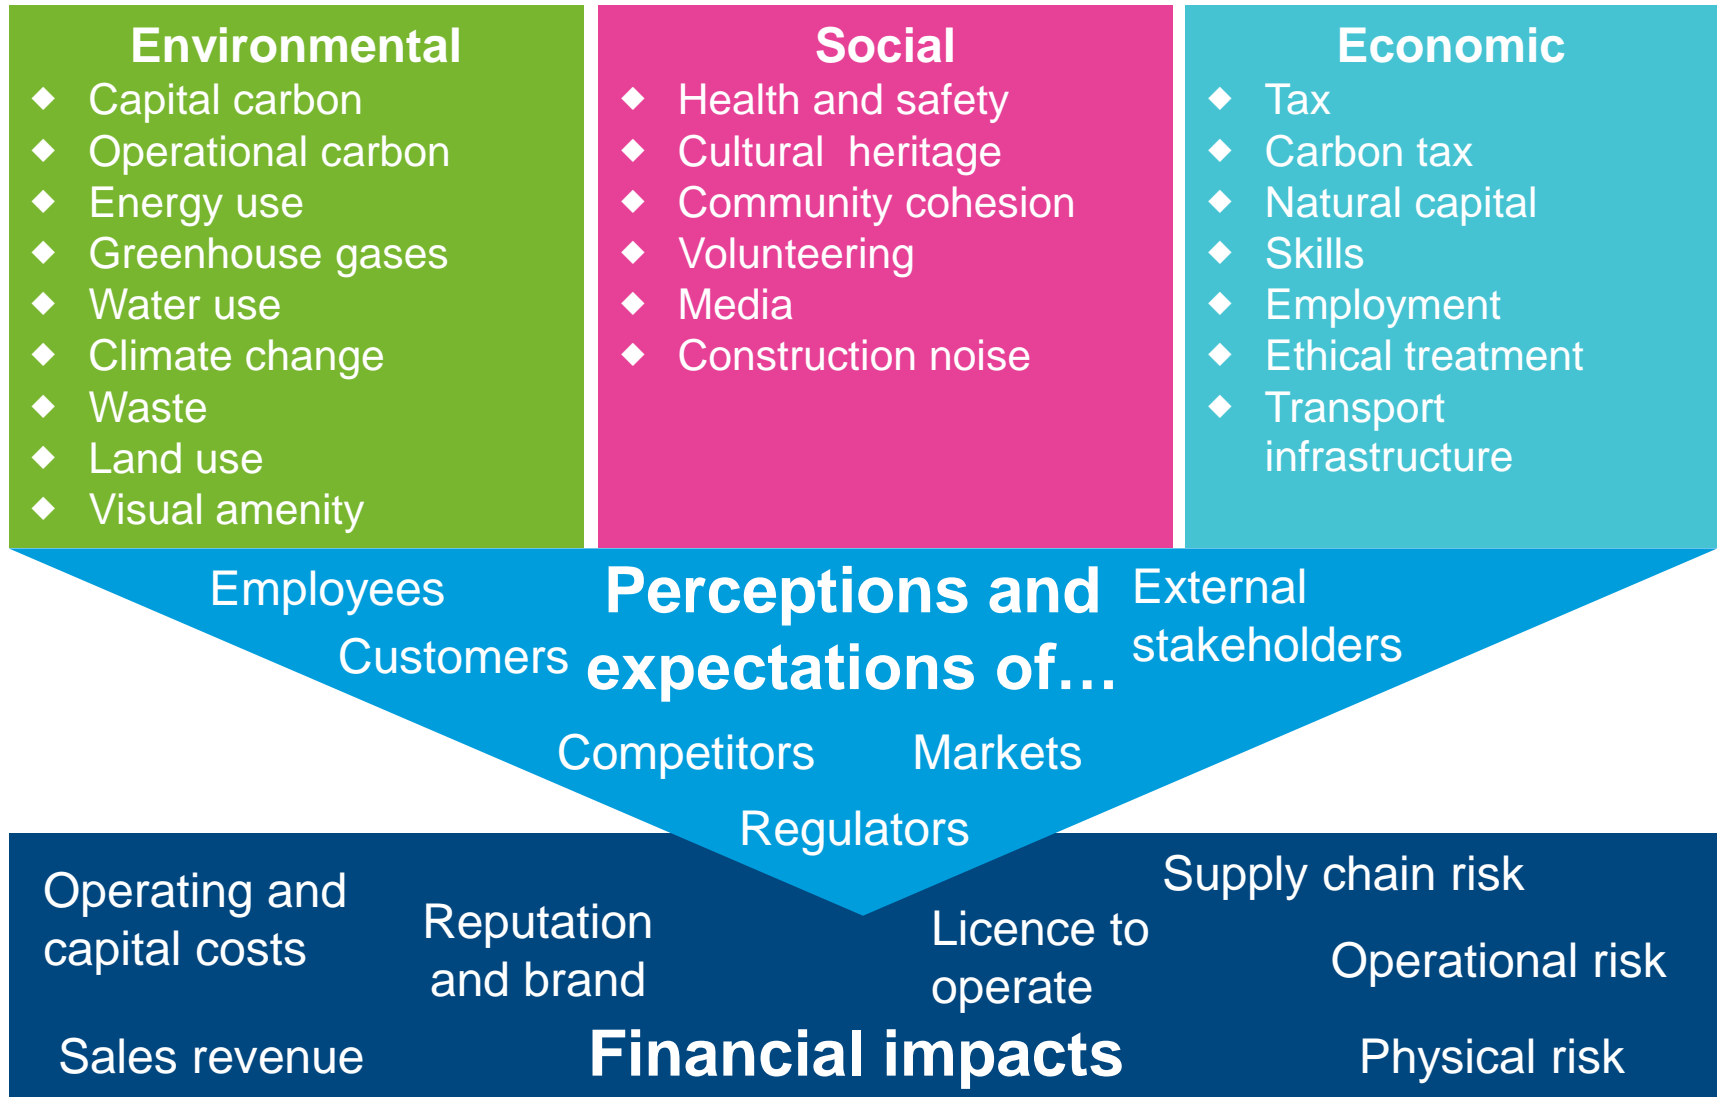 Environmental
◆ Capital carbon
◆ Operational carbon
◆ Energy use
◆ Greenhouse gases
◆ Water use
◆ Climate change
◆ Waste
◆ Land use
◆ Visual amenity
Social
◆ Health and safety
◆ Cultural heritage
◆ Community cohesion
◆ Volunteering
◆ Media
◆ Construction noise
Economic
◆ Tax
◆ Carbon tax
◆ Natural capital
◆ Skills
◆ Employment
◆ Ethical treatment
◆ Transport
infrastructure
Perceptions and
expectations of…
Employees
Customers
External
stakeholders
Competitors
Markets
Regulators
Operating and
capital costs
Reputation
and brand
Licence to
operate
Supply chain risk
Operational risk
Sales revenue
Financial impacts
Physical risk